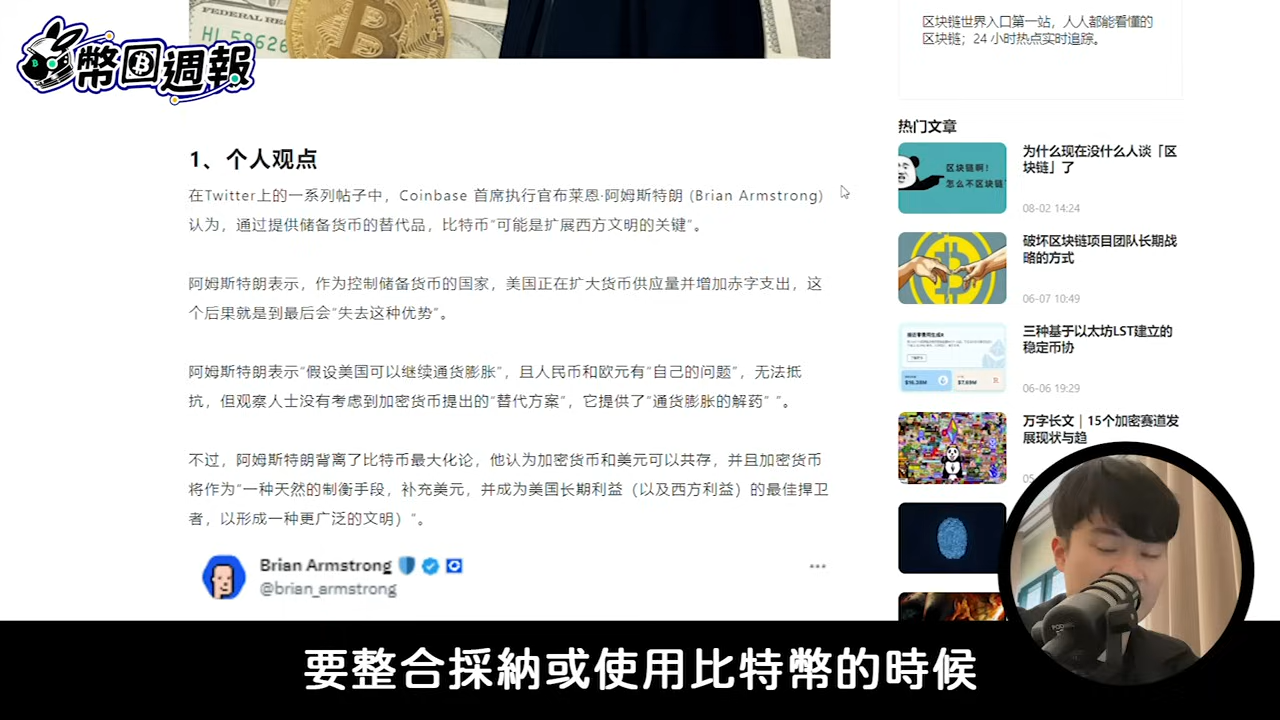 FEDERAL RE
HL 59626
幣圈週報
1、个人观点
在Twitter上的一系列帖子中，Coinbase 首席执行官布莱恩·阿姆斯特朗 (Brian Armstrong)
认为，通过提供储备货币的替代品，比特币“可能是扩展西方文明的关键”。
阿姆斯特朗表示，作为控制储备货币的国家，美国正在扩大货币供应量并增加赤字支出，这
个后果就是到最后会“失去这种优势”。
阿姆斯特朗表示“假设美国可以继续通货膨胀”，且人民币和欧元有“自己的问题”，无法抵
抗，但观察人士没有考虑到加密货币提出的“替代方案”，它提供了“通货膨胀的解药” ”。
不过，阿姆斯特朗背离了比特币最大化论，他认为加密货币和美元可以共存，并且加密货币
将作为“一种天然的制衡手段，补充美元，并成为美国长期利益（以及西方利益）的最佳捍卫
者，以形成一种更广泛的文明）”。
Brian Armstrong
@brian_armstrong
区块链世界入口第一站，人人都能看懂的
区块链；24 小时热点实时追踪。
热门文章
区块链啊！
怎么不区块链
为什么现在没什么人谈「区
块链」了
08-02 14:24
破坏区块链项目团队长期战
略的方式
06-07 10:49
$16.38M
$7.69M
三种基于以太坊LST建立的
稳定币协
06-06 19:29
万字长文｜15个加密赛道发
展现状与趋
05
要整合採納或使用比特幣的時候